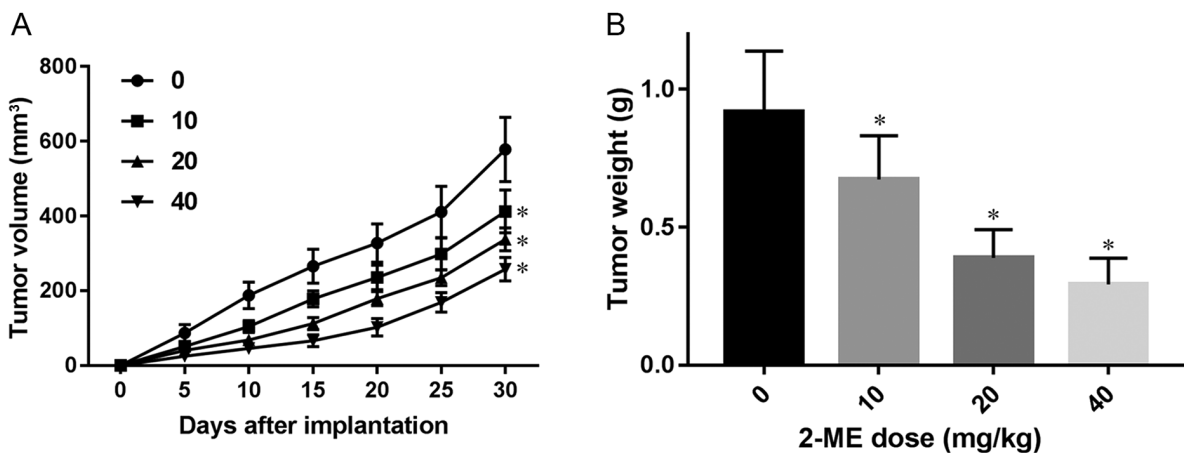 A
Tumor volume (mm³)
800
600
400
200
0
0
10
20
40
*
*
*
0 5 10 15 20 25 30
Days after implantation
B
Tumor weight (g)
1.0
0.5
0.0
*
*
*
0 10 20 40
2-ME dose (mg/kg)